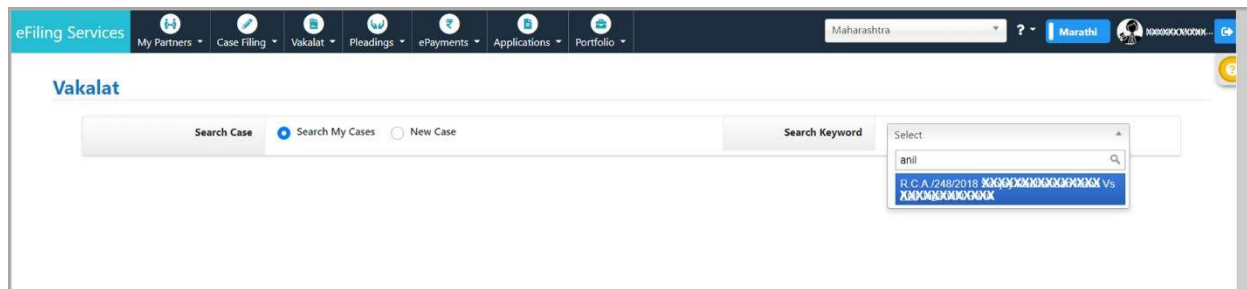 eFiling Services
My Partners Case Filing Vakalat Pleadings ePayments Applications Portfolio
Maharashtra
? Marathi
Vakalat
Search Case Search My Cases New Case
Search Keyword Select
anil
R.C.A./248/2018 Vs